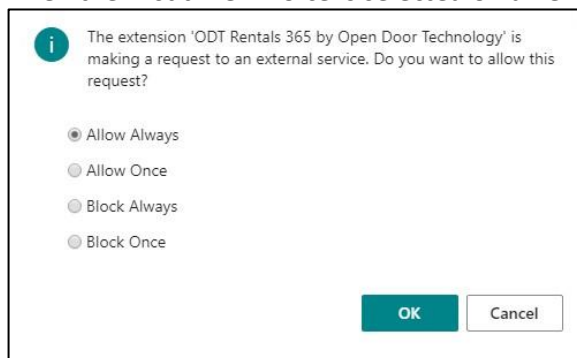 The extension 'ODT Rentals 365 by Open Door Technology' is
making a request to an external service. Do you want to allow this
request?
Allow Always
Allow Once
Block Always
Block Once
OK
Cancel